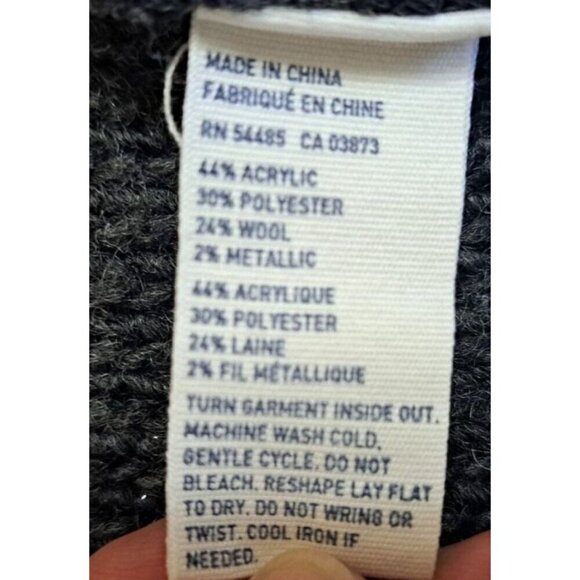 MADE IN CHINA
FABRIQUÉ EN CHINE
RN 54485 CA 03873
44% ACRYLIC
30% POLYESTER
24% WOOL
2% METALLIC
44% ACRYLIQUE
30% POLYESTER
24% LAINE
2% FIL MÉTALLIQUE
TURN GARMENT INSIDE OUT.
MACHINE WASH COLD,
GENTLE CYCLE. DO NOT
BLEACH. RESHAPE LAY FLAT
TO DRY. DO NOT WRING OR
TWIST. COOL IRON IF
NEEDED.